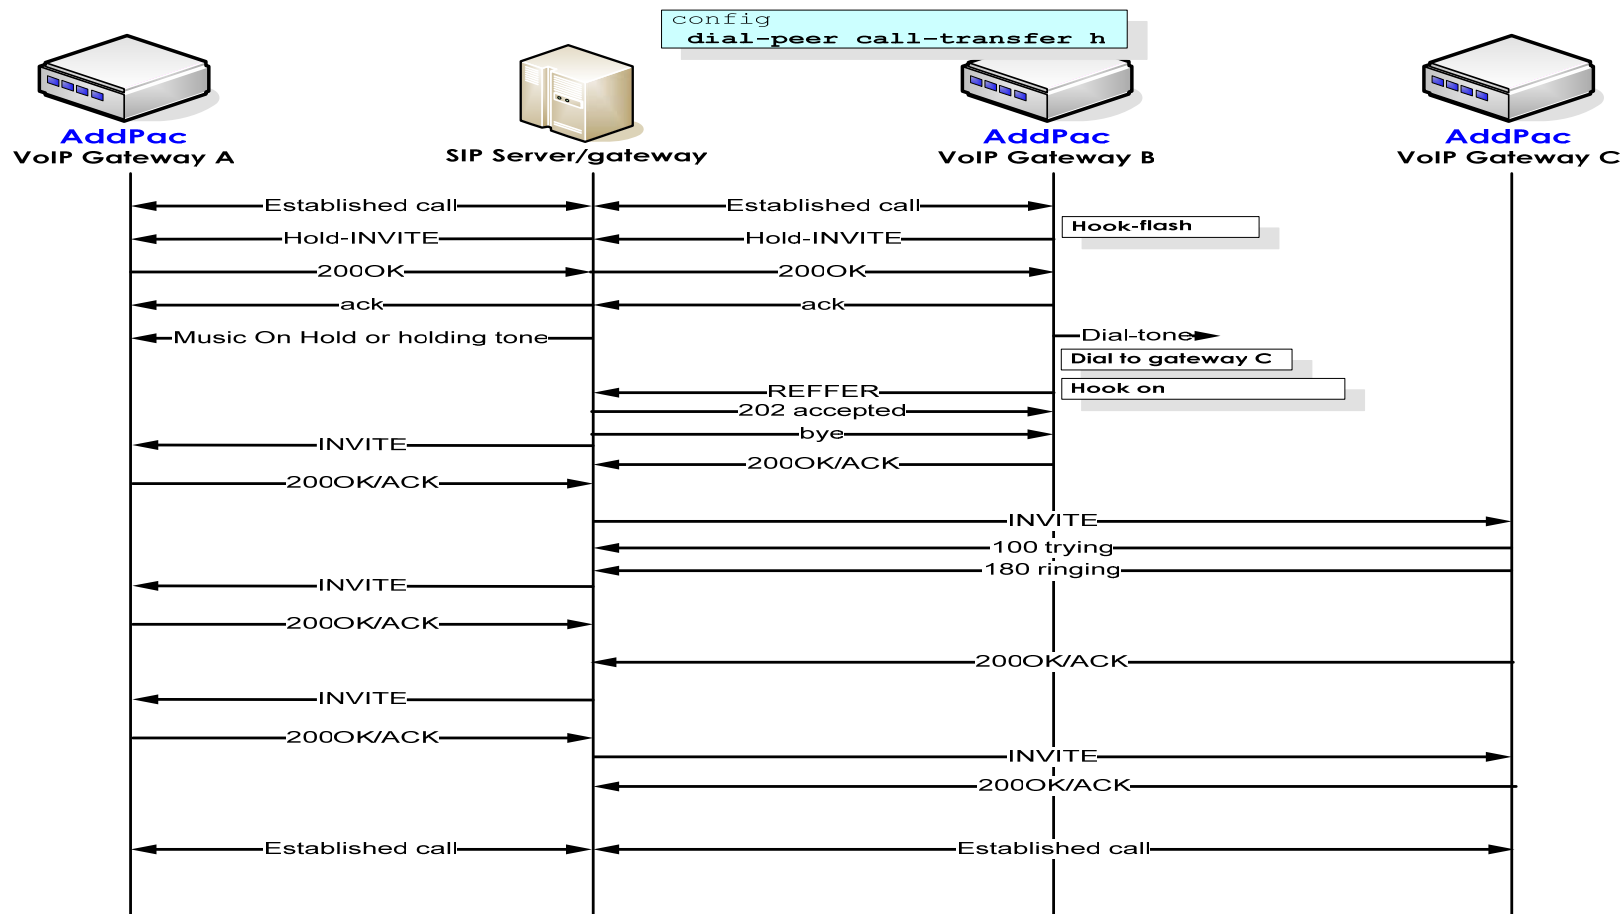 config
dial-peer call-transfer h
AddPac
VoIP Gateway A
SIP Server/gateway
AddPac
VoIP Gateway B
AddPac
VoIP Gateway C
Established call
Established call
Hook-flash
Hold-INVITE
Hold-INVITE
200OK
200OK
ack
ack
Music On Hold or holding tone
Dial-tone
Dial to gateway C
REFFER
Hook on
202 accepted
bye
INVITE
200OK/ACK
200OK/ACK
INVITE
100 trying
180 ringing
INVITE
200OK/ACK
200OK/ACK
INVITE
200OK/ACK
INVITE
200OK/ACK
Established call
Established call